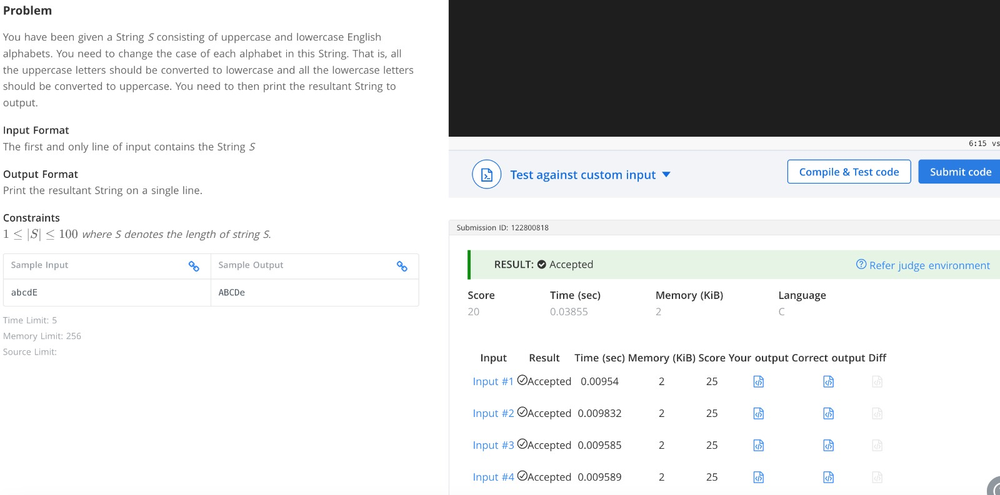 Problem
You have been given a String S consisting of uppercase and lowercase English
alphabets. You need to change the case of each alphabet in this String. That is, all
the uppercase letters should be converted to lowercase and all the lowercase letters
should be converted to uppercase. You need to then print the resultant String to
output.
Input Format
The first and only line of input contains the String S
Output Format
Print the resultant String on a single line.
Constraints
1 ≤ |S| ≤ 100 where S denotes the length of string S.
Sample Input Sample Output
abcdE ABCDe
Time Limit: 5
Memory Limit: 256
Source Limit:
6:15 vs
Test against custom input Compile & Test code Submit code
Submission ID: 122800818
RESULT: Accepted Refer judge environment
Score Time (sec) Memory (KiB) Language
20 0.03855 2 C
Input Result Time (sec) Memory (KiB) Score Your output Correct output Diff
Input #1 Accepted 0.00954 2 25
Input #2 Accepted 0.009832 2 25
Input #3 Accepted 0.009585 2 25
Input #4 Accepted 0.009589 2 25